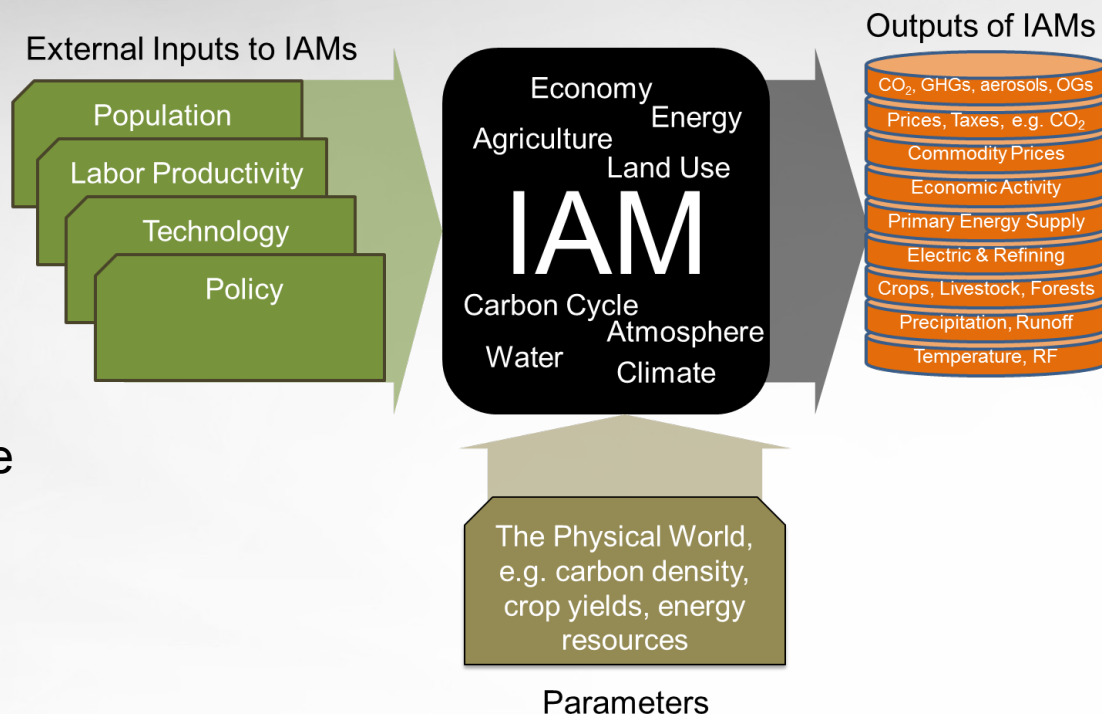 External Inputs to IAMs
Population
Labor Productivity
Technology
Policy
e
Economy
Energy
Agriculture
Land Use
IAM
Carbon Cycle
Atmosphere
Water
Climate
The Physical World,
e.g. carbon density,
crop yields, energy
resources
Parameters
Outputs of IAMs
CO₂, GHGs, aerosols, OGs
Prices, Taxes, e.g. CO₂
Commodity Prices
Economic Activity
Primary Energy Supply
Electric & Refining
Crops, Livestock, Forests
Precipitation, Runoff
Temperature, RF